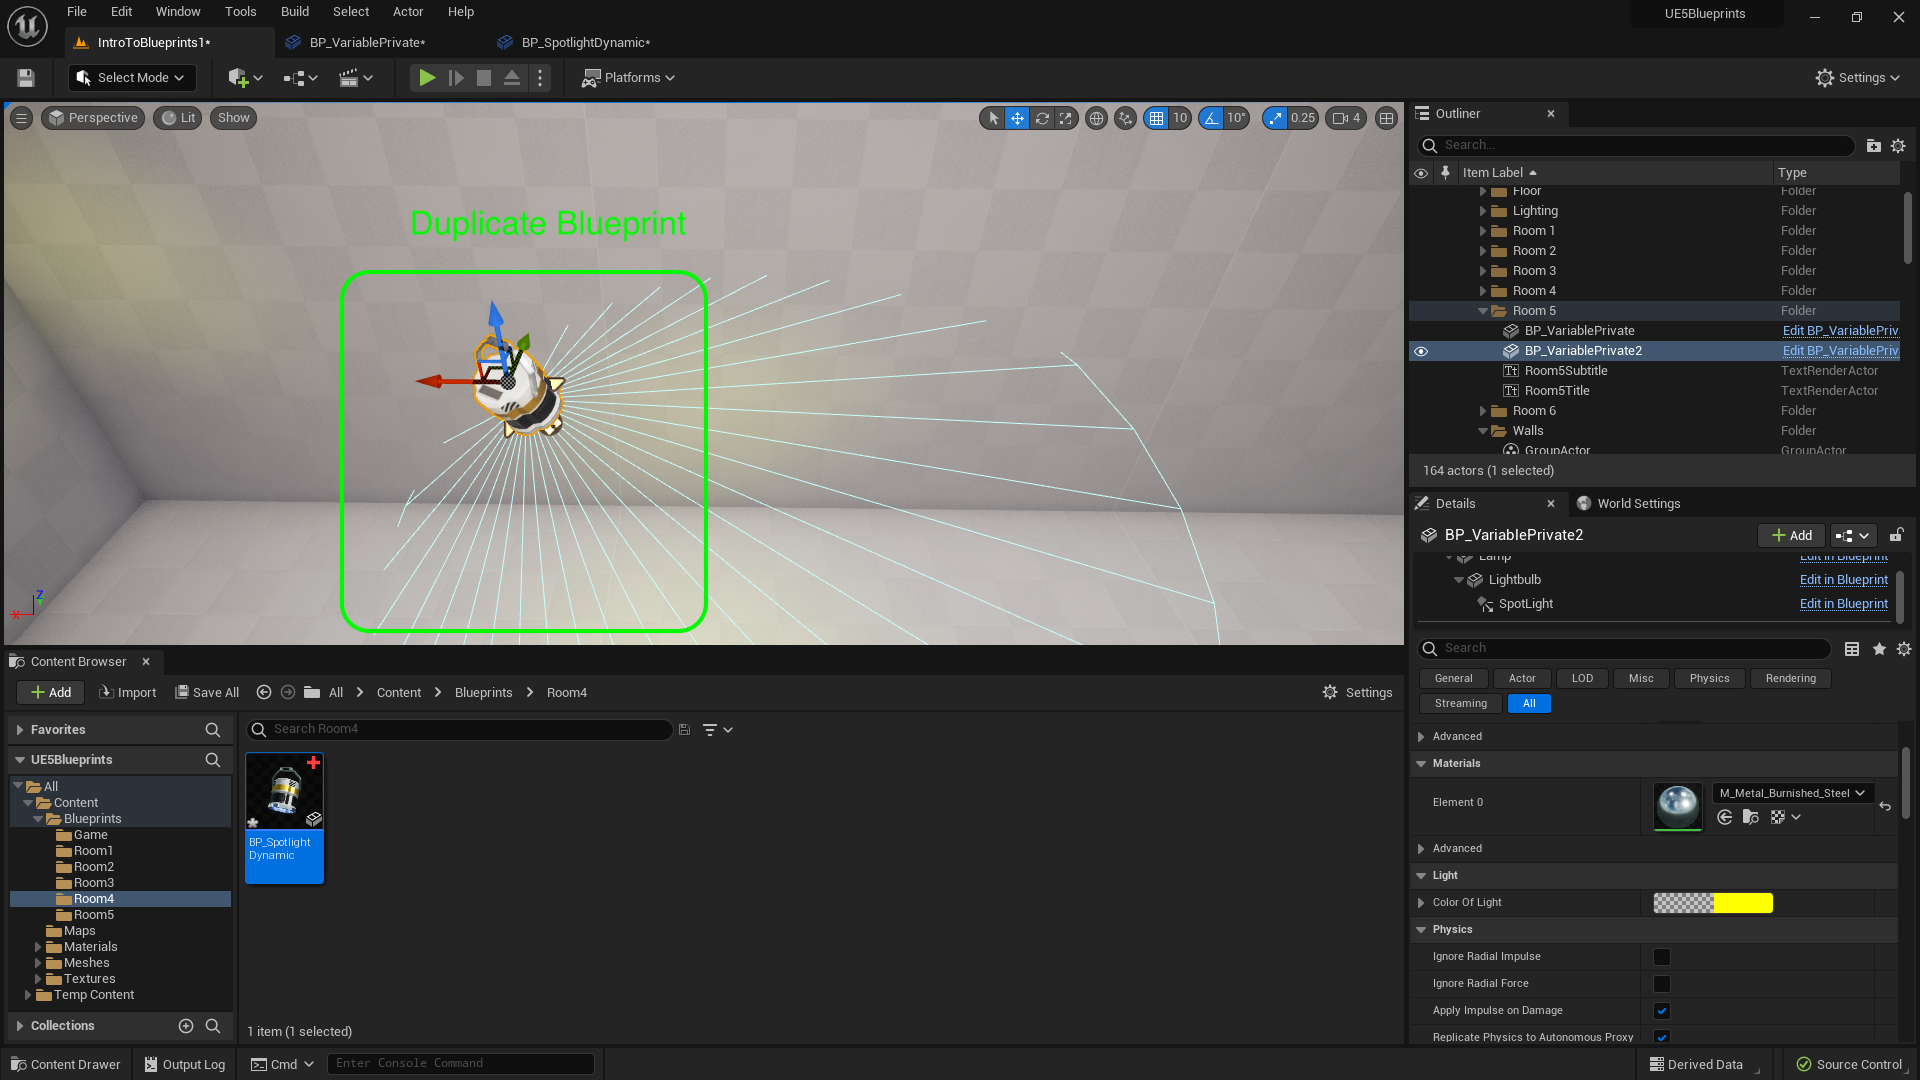 File Edit Window Tools Build Select Actor Help
UE5Blueprints
IntroToBlueprints1*
BP_VariablePrivate*
BP_SpotlightDynamic*
Select Mode
Platforms
Settings
Perspective
Lit
Show
10
10°
0.25
4
Duplicate Blueprint
X
Z
Outliner
Search...
Item Label
Type
Floor Folder
Lighting Folder
Room 1 Folder
Room 2 Folder
Room 3 Folder
Room 4 Folder
Room 5 Folder
BP_VariablePrivate Edit BP_VariablePriv
BP_VariablePrivate2 Edit BP_VariablePriv
Room5Subtitle TextRenderActor
Room5Title TextRenderActor
Room 6 Folder
Walls Folder
GroupActor GroupActor
164 actors (1 selected)
Details
World Settings
BP_VariablePrivate2
Add
Lamp Edit in Blueprint
Lightbulb Edit in Blueprint
SpotLight Edit in Blueprint
Search
General Actor LOD Misc Physics Rendering
Streaming All
Advanced
Materials
Element 0
M_Metal_Burnished_Steel
Advanced
Light
Color Of Light
Physics
Ignore Radial Impulse
Ignore Radial Force
Apply Impulse on Damage
Replicate Physics to Autonomous Proxy
Content Browser
Add
Import
Save All
All
Content
Blueprints
Room4
Settings
Favorites
UE5Blueprints
All
Content
Blueprints
Game
Room1
Room2
Room3
Room4
Room5
Maps
Materials
Meshes
Textures
Temp Content
Collections
Search Room4
BP_Spotlight
Dynamic
1 item (1 selected)
Content Drawer
Output Log
Cmd
Enter Console Command
Derived Data
Source Control